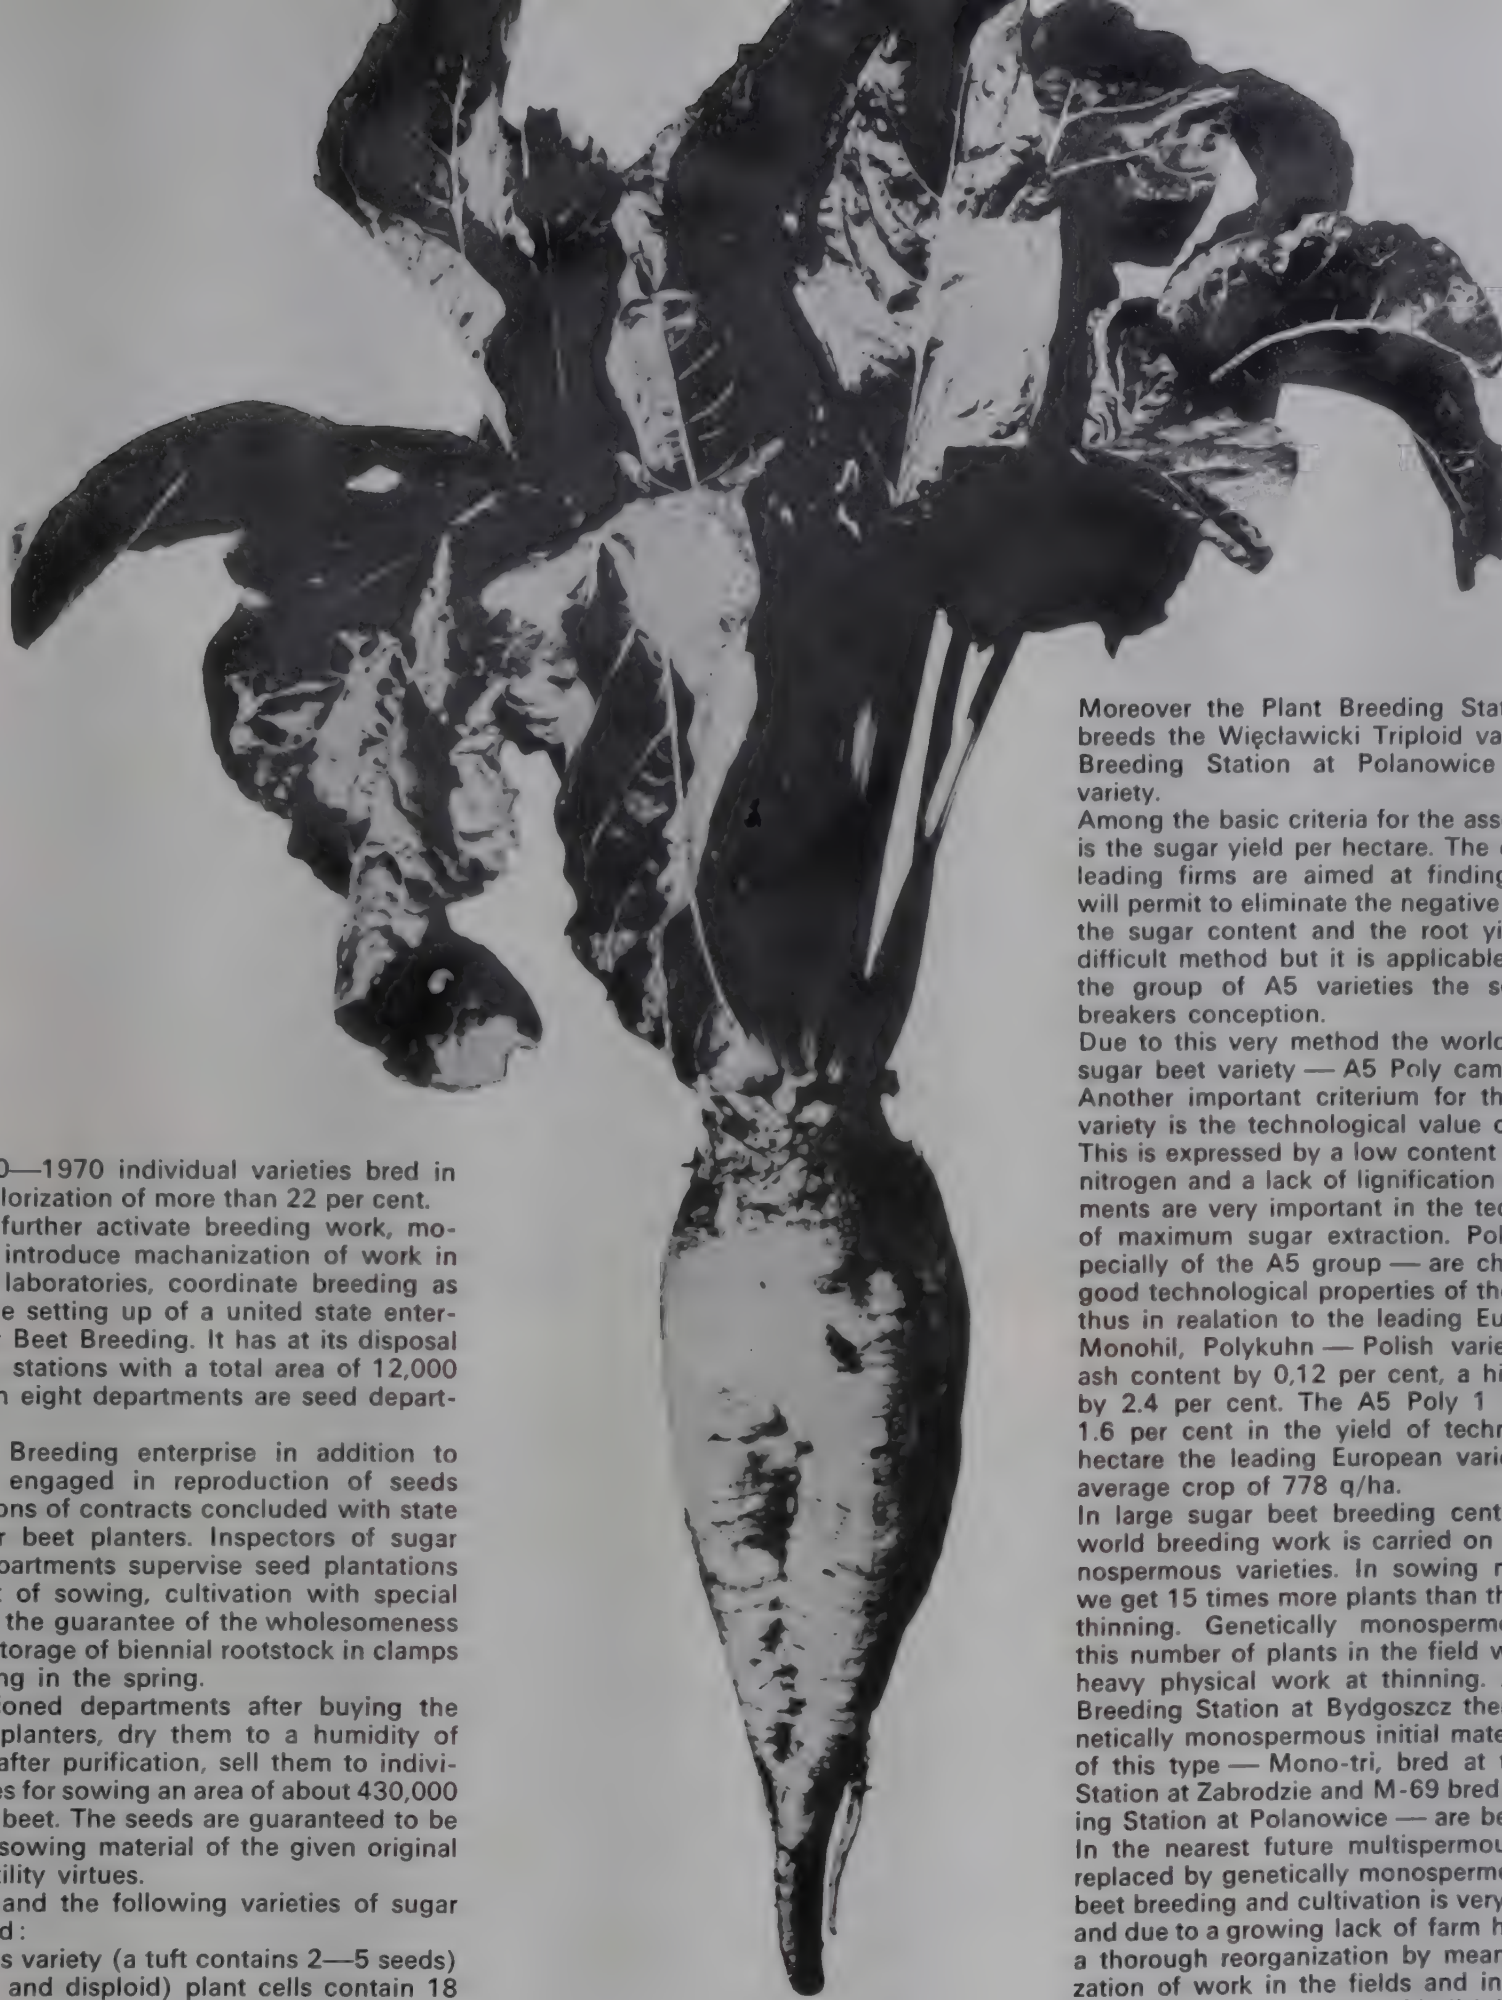 0—1970 individual varieties bred in
lorization of more than 22 per cent.
further activate breeding work, mo-
introduce machanization of work in
laboratories, coordinate breeding as
e setting up of a united state enter-
Beet Breeding. It has at its disposal
stations with a total area of 12,000
eight departments are seed depart-
Breeding enterprise in addition to
engaged in reproduction of seeds
ons of contracts concluded with state
r beet planters. Inspectors of sugar
partments supervise seed plantations
of sowing, cultivation with special
the guarantee of the wholesomeness
torage of biennial rootstock in clamps
ng in the spring.
ioned departments after buying the
planters, dry them to a humidity of
after purification, sell them to indivi-
es for sowing an area of about 430,000
beet. The seeds are guaranteed to be
sowing material of the given original
tility virtues.
and the following varieties of sugar
d:
s variety (a tuft contains 2—5 seeds)
and disploid) plant cells contain 18
Moreover the Plant Breeding Stat
breeds the Więcławicki Triploid va
Breeding Station at Polanowice
variety.
Among the basic criteria for the ass
is the sugar yield per hectare. The
leading firms are aimed at finding
will permit to eliminate the negative
the sugar content and the root yi
difficult method but it is applicable
the group of A5 varieties the s
breakers conception.
Due to this very method the world
sugar beet variety — A5 Poly cam
Another important criterium for th
variety is the technological value o
This is expressed by a low content
nitrogen and a lack of lignification
ments are very important in the tec
of maximum sugar extraction. Pol
pecially of the A5 group — are ch
good technological properties of the
thus in realation to the leading Eu
Monohil, Polykuhn — Polish varie
ash content by 0,12 per cent, a hi
by 2.4 per cent. The A5 Poly 1
1.6 per cent in the yield of techn
hectare the leading European varie
average crop of 778 q/ha.
In large sugar beet breeding cent
world breeding work is carried on
nospermous varieties. In sowing m
we get 15 times more plants than th
thinning. Genetically monosperm
this number of plants in the field w
heavy physical work at thinning.
Breeding Station at Bydgoszcz the
netically monospermous initial mate
of this type — Mono-tri, bred at t
Station at Zabrodzie and M-69 bred
ing Station at Polanowice — are be
In the nearest future multispermou
replaced by genetically monosperm
beet breeding and cultivation is very
and due to a growing lack of farm h
a thorough reorganization by mean
zation of work in the fields and in